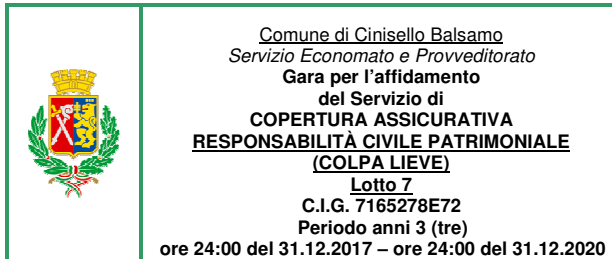 Comune di Cinisello Balsamo
Servizio Economato e Provveditorato
Gara per l'affidamento
del Servizio di
COPERTURA ASSICURATIVA
RESPONSABILITÀ CIVILE PATRIMONIALE
(COLPA LIEVE)
Lotto 7
C.I.G. 7165278E72
Periodo anni 3 (tre)
ore 24:00 del 31.12.2017 – ore 24:00 del 31.12.2020